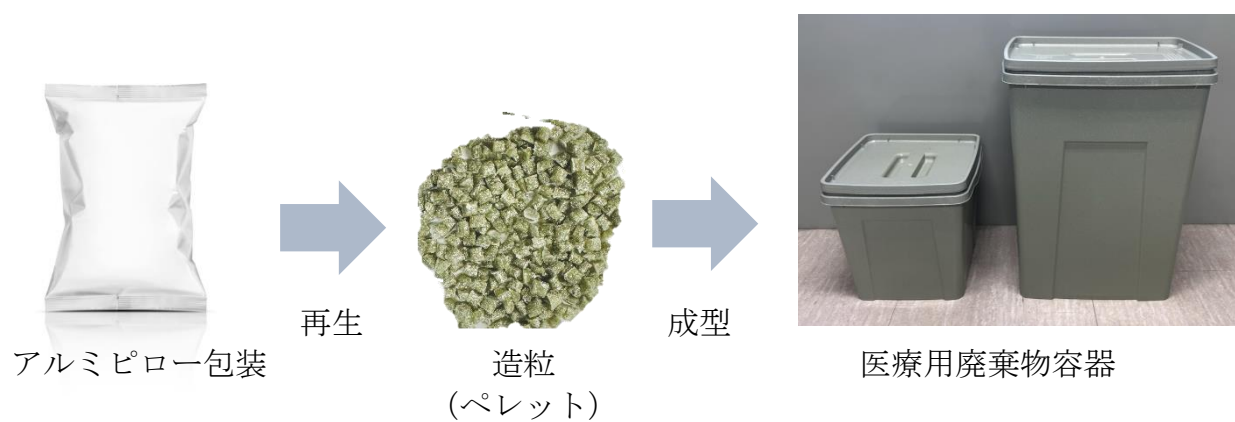 再生
成型
アルミピロー包装
造粒
（ペレット）
医療用廃棄物容器